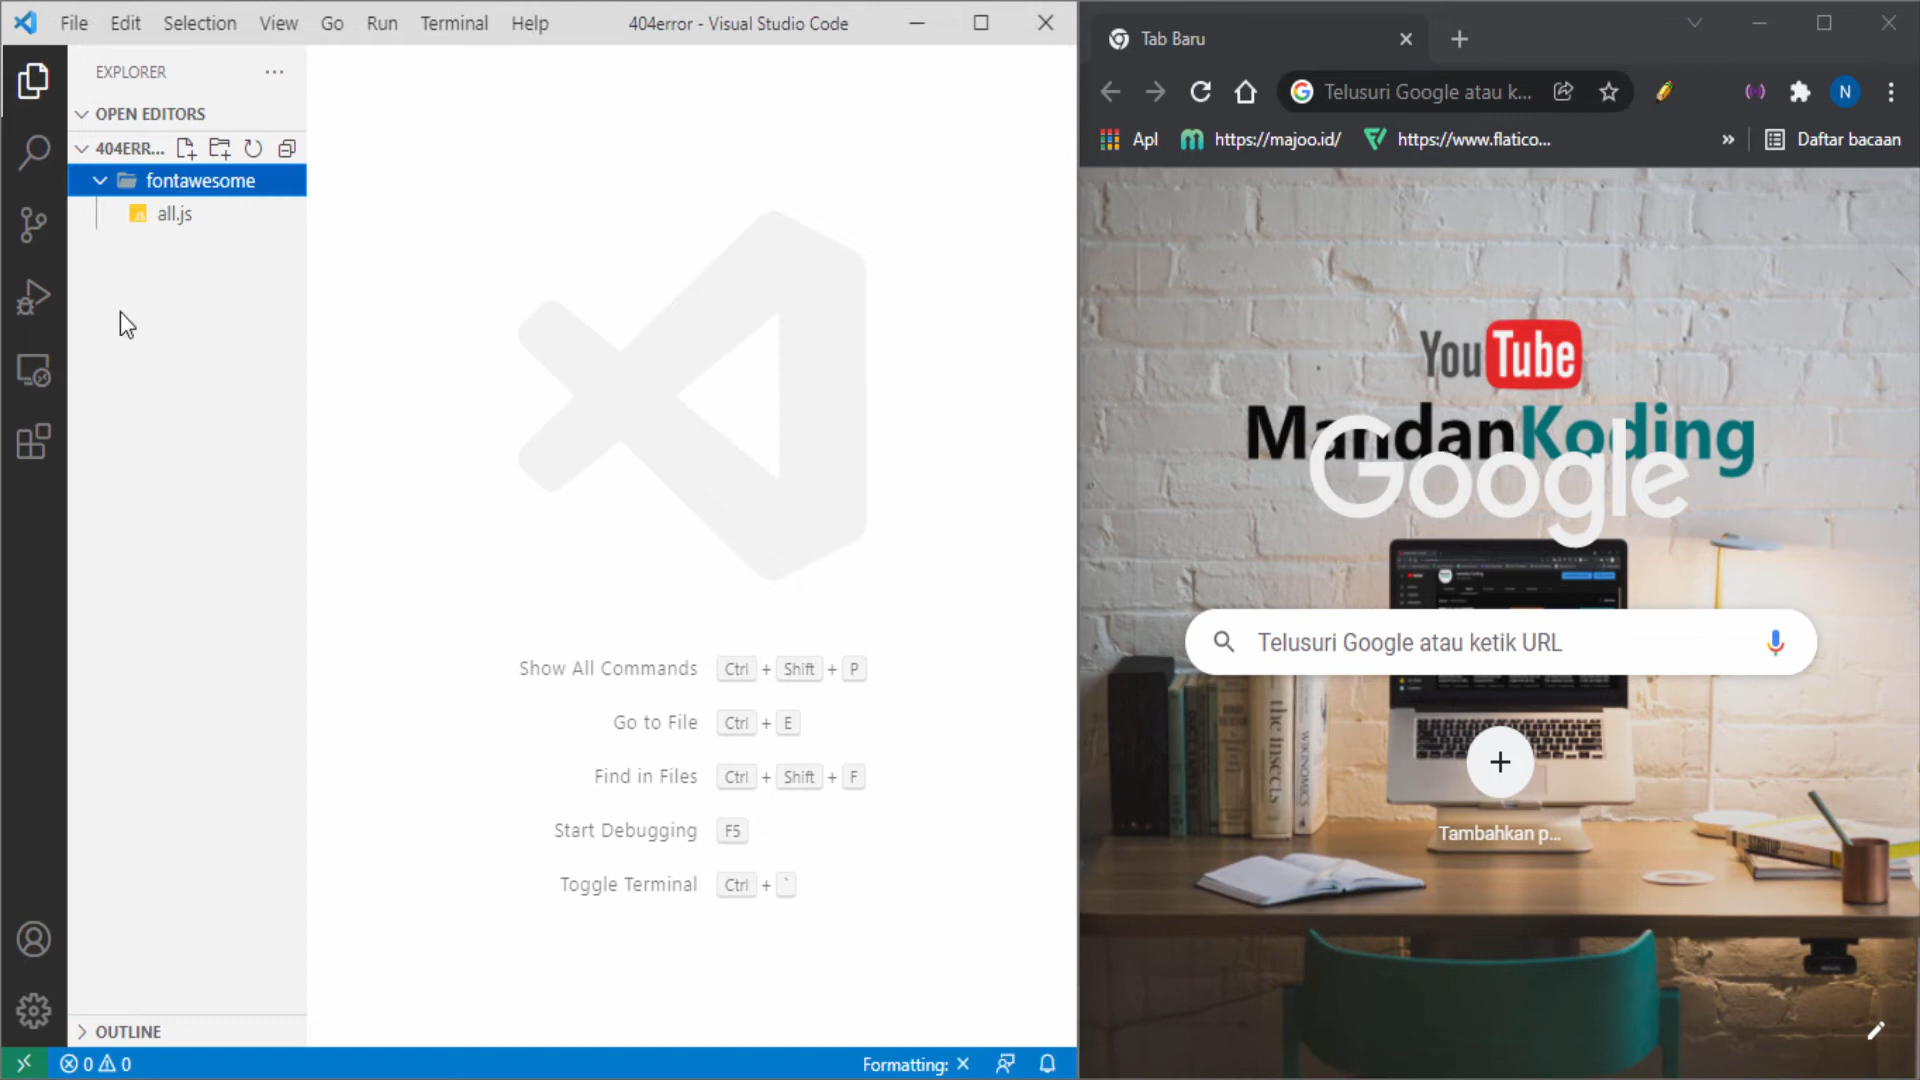 File Edit Selection View Go Run Terminal Help 404error - Visual Studio Code
EXPLORER
OPEN EDITORS
404ERR...
fontawesome
all.js
Show All Commands Ctrl + Shift + P
Go to File Ctrl + E
Find in Files Ctrl + Shift + F
Start Debugging F5
Toggle Terminal Ctrl + `
OUTLINE
0 0
Formatting:
Tab Baru
Telusuri Google atau k...
N
Apl https://majoo.id/ https://www.flatico... » Daftar bacaan
YouTube
MandanKoding
Google
Telusuri Google atau ketik URL
the insects
WIKINOMICS
Tambahkan p...